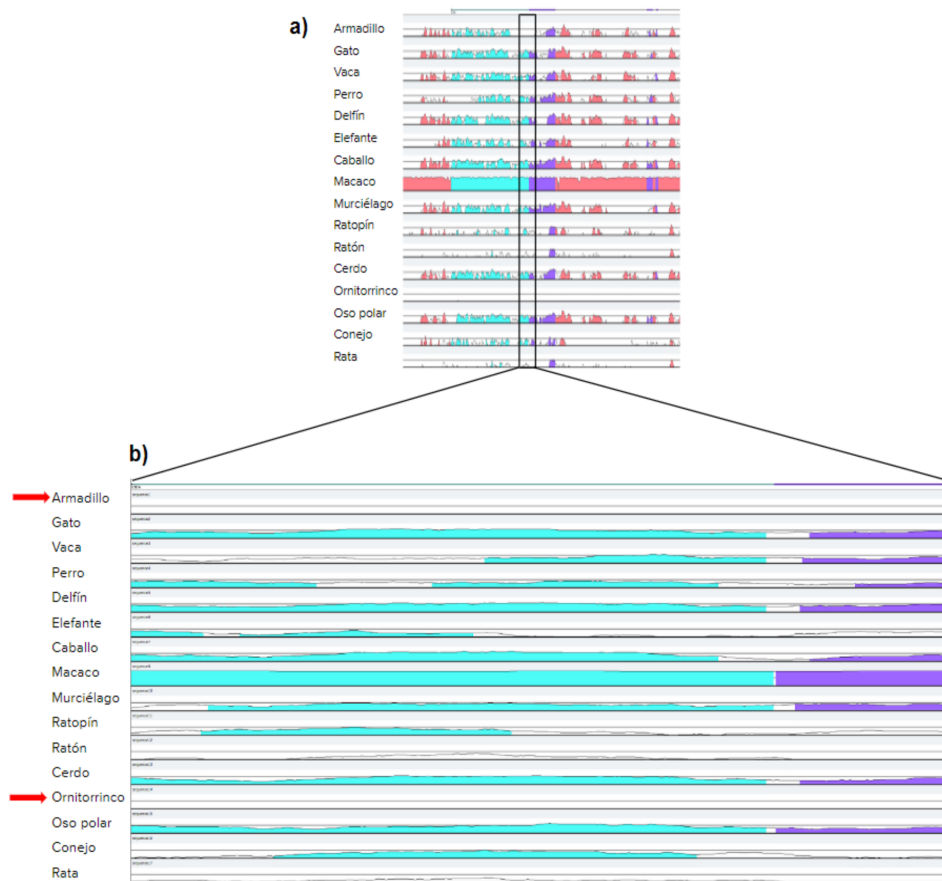 a)
Armadillo
Gato
Vaca
Perro
Delfín
Elefante
Caballo
Macaco
Murciélago
Ratopín
Ratón
Cerdo
Ornitorrinco
Oso polar
Conejo
Rata
b)
Armadillo
Gato
Vaca
Perro
Delfín
Elefante
Caballo
Macaco
Murciélago
Ratopín
Ratón
Cerdo
Ornitorrinco
Oso polar
Conejo
Rata